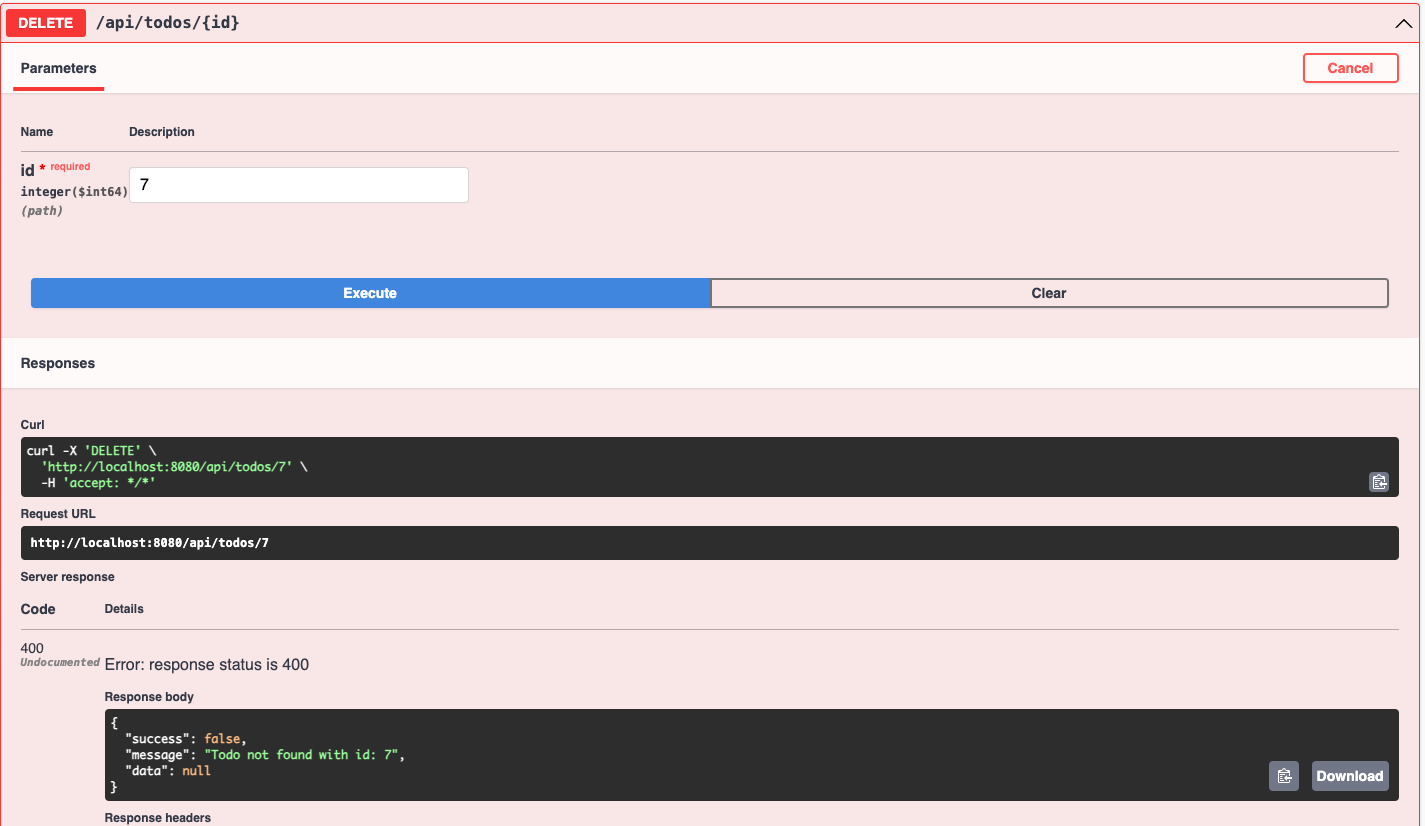 DELETE /api/todos/{id}
Parameters
Cancel
Name Description
id * required
integer($int64)
(path)
7
Execute Clear
Responses
Curl
curl -X 'DELETE' \
'http://localhost:8080/api/todos/7' \
-H 'accept: */*'
Request URL
http://localhost:8080/api/todos/7
Server response
Code Details
400
Undocumented
Error: response status is 400
Response body
{
"success": false,
"message": "Todo not found with id: 7",
"data": null
}
Download
Response headers